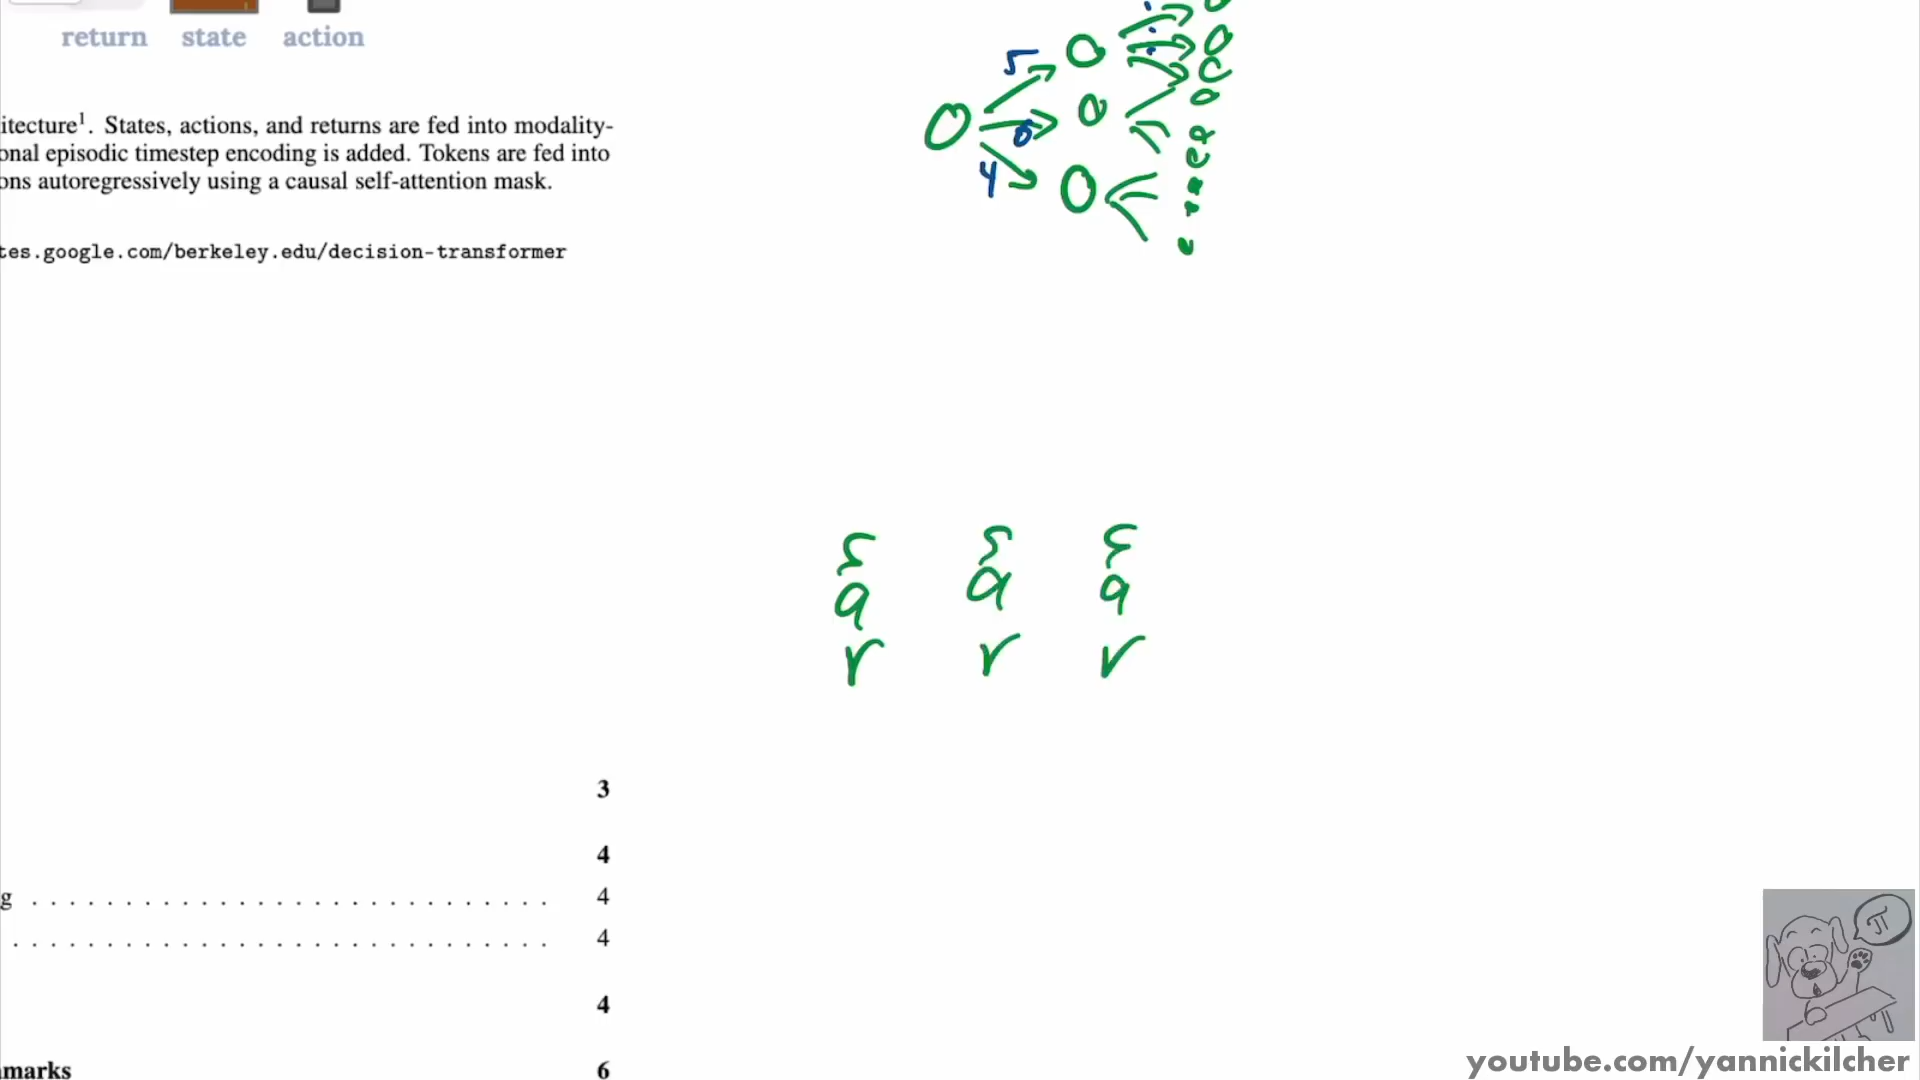 return state action
itecture¹. States, actions, and returns are fed into modality-
onal episodic timestep encoding is added. Tokens are fed into
ons autoregressively using a causal self-attention mask.
tes.google.com/berkeley.edu/decision-transformer
5
6
4
s s s
a a a
r r r
3
4
g . . . . . . . . . . . . . . . . . . . . . . . . . . . . 4
. . . . . . . . . . . . . . . . . . . . . . . . . . . . . 4
4
marks 6
π
youtube.com/yannickilcher